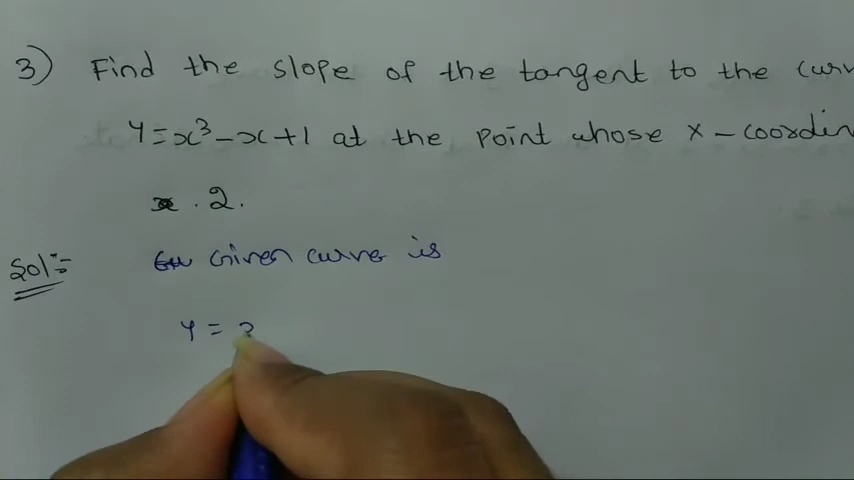 3) Find the slope of the tangent to the curv
y=x³-x+1 at the point whose x-coordin
2.
Sol:- Given curve is
y =